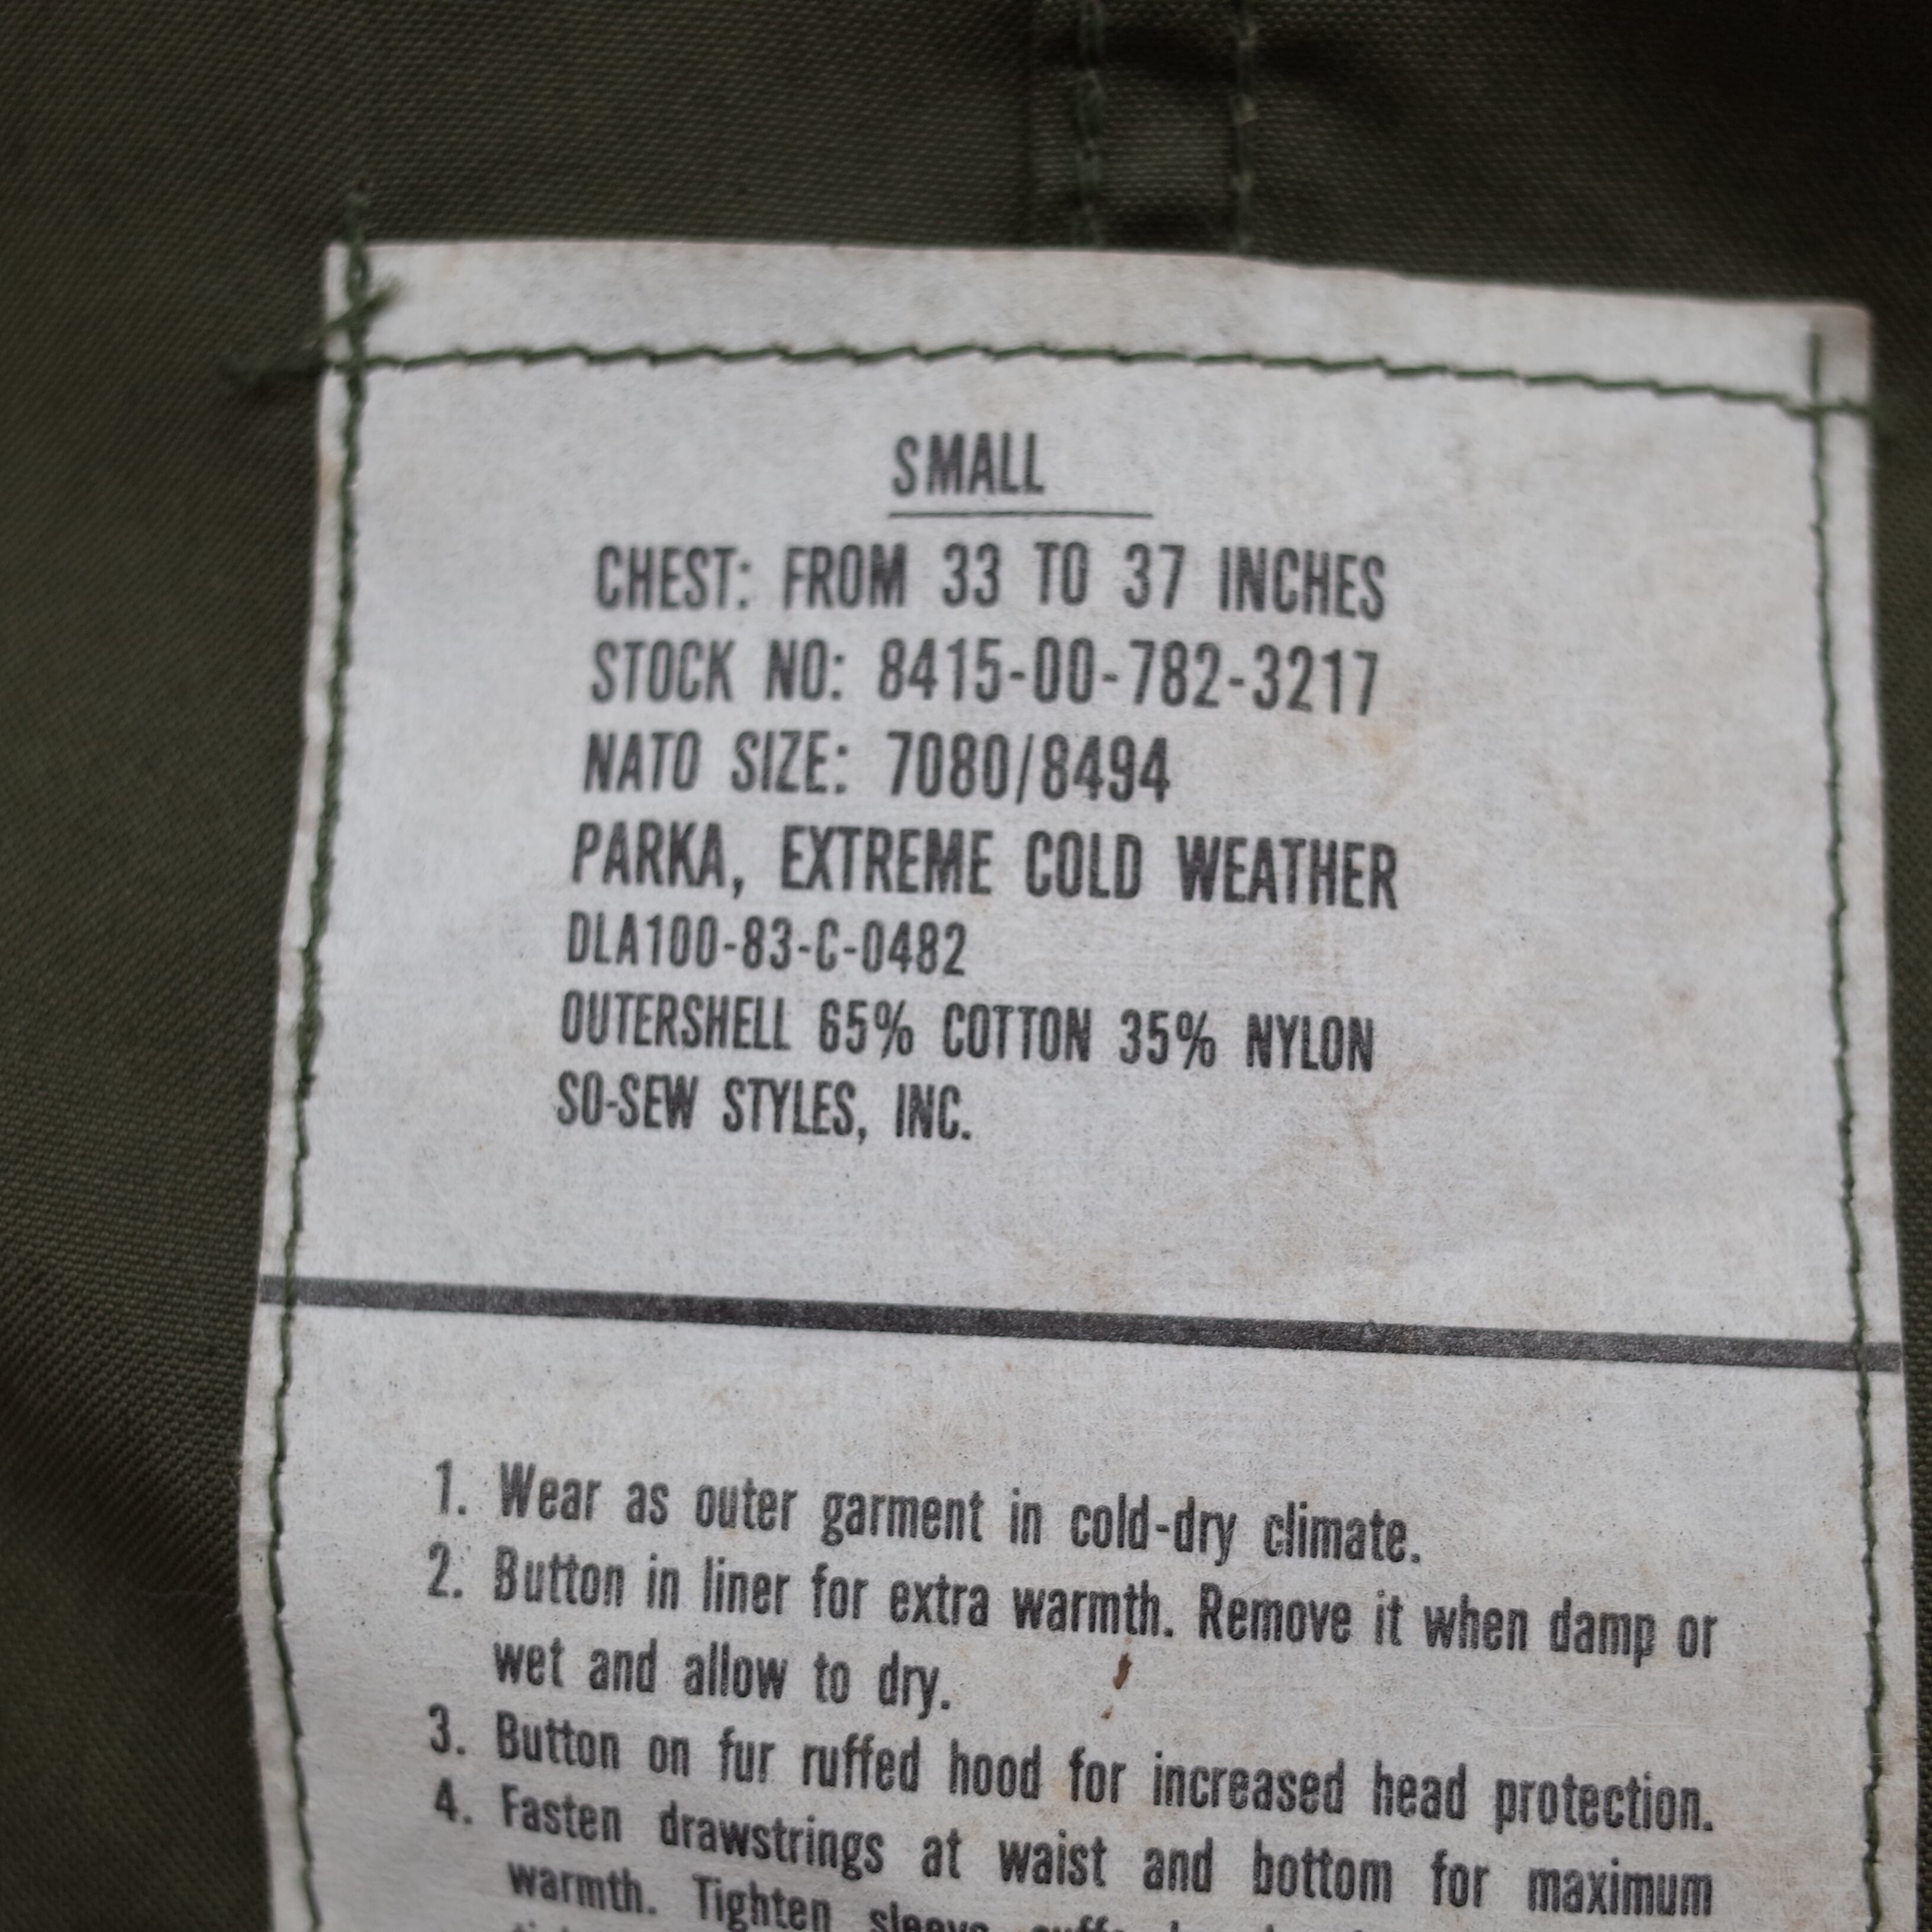 SMALL
CHEST: FROM 33 TO 37 INCHES
STOCK NO: 8415-00-782-3217
NATO SIZE: 7080/8494
PARKA, EXTREME COLD WEATHER
DLA100-83-C-0482
OUTERSHELL 65% COTTON 35% NYLON
SO-SEW STYLES, INC.
1. Wear as outer garment in cold-dry climate.
2. Button in liner for extra warmth. Remove it when damp or
wet and allow to dry.
3. Button on fur ruffed hood for increased head protection.
4. Fasten drawstrings at waist and bottom for maximum
warmth. Tighten sleeve